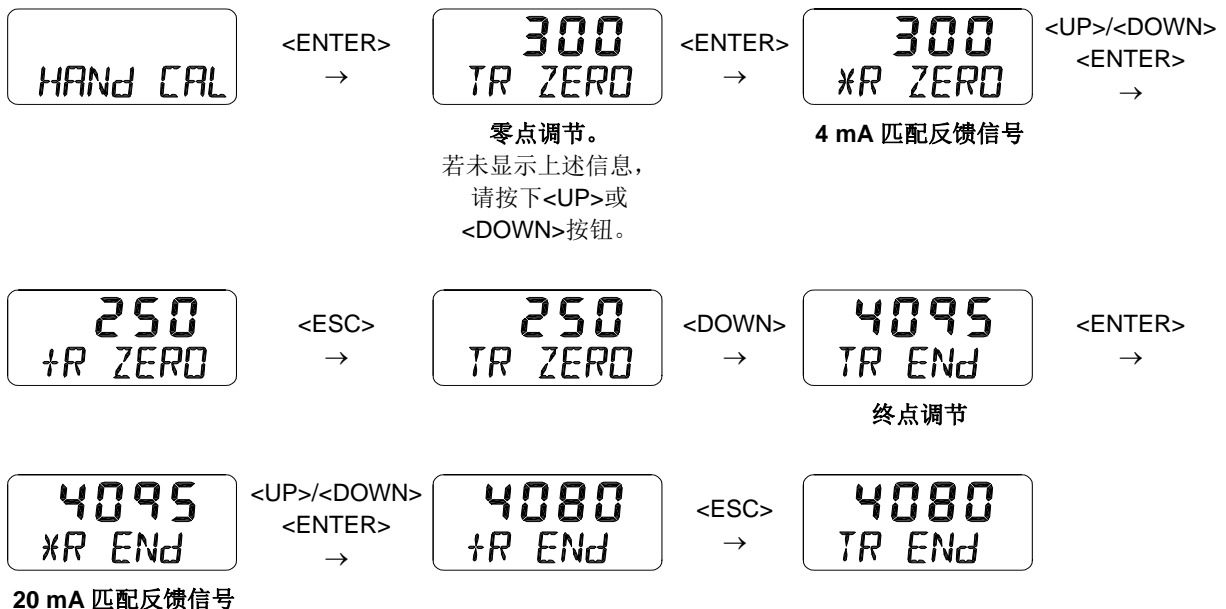 HANd CAL
<ENTER>
→
300
TR ZERO
零点调节。
若未显示上述信息，
请按下<UP>或
<DOWN>按钮。
<ENTER>
→
300
*R ZERO
4 mA 匹配反馈信号
<UP>/<DOWN>
<ENTER>
→
250
+R ZERO
<ESC>
→
250
TR ZERO
<DOWN>
→
4095
TR ENd
终点调节
<ENTER>
→
4095
*R ENd
20 mA 匹配反馈信号
<UP>/<DOWN>
<ENTER>
→
4080
+R ENd
<ESC>
→
4080
TR ENd